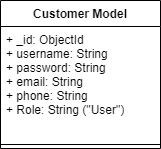 Customer Model
+ _id: ObjectId
+ username: String
+ password: String
+ email: String
+ phone: String
+ Role: String ("User")